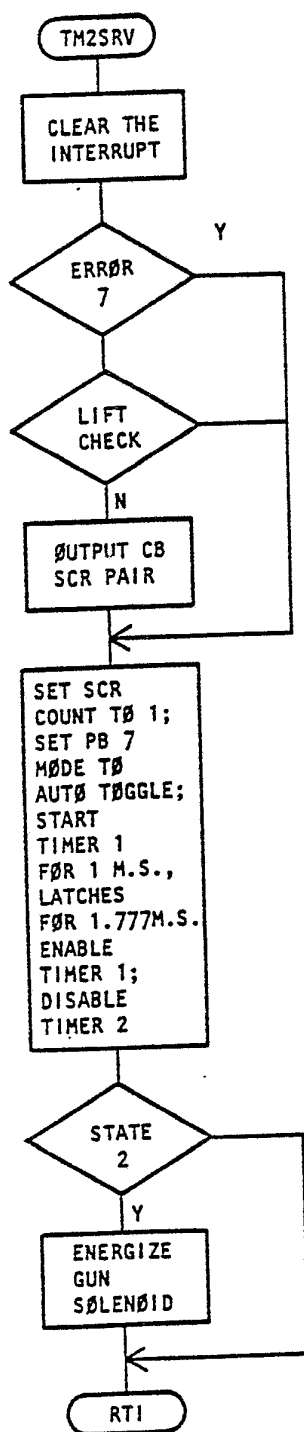 TM2SRV
CLEAR THE
INTERRUPT
Y
ERRØR
7
LIFT
CHECK
N
ØUTPUT CB
SCR PAIR
SET SCR
COUNT TØ 1;
SET PB 7
MØDE TØ
AUTØ TØGGLE;
START
TIMER 1
FØR 1 M.S.,
LATCHES
FØR 1.777M.S.
ENABLE
TIMER 1;
DISABLE
TIMER 2
STATE
2
Y
ENERGIZE
GUN
SØLENØID
RTI